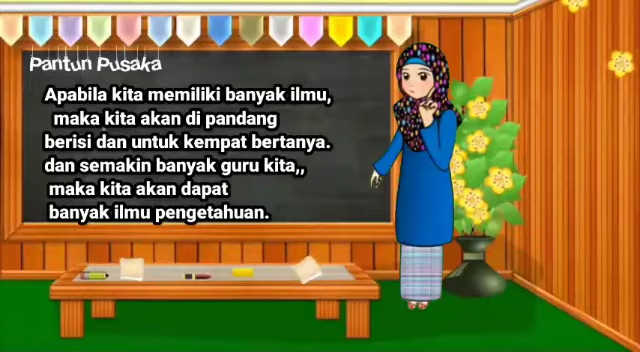 Pantun Pusaka
Apabila kita memiliki banyak ilmu,
maka kita akan di pandang
berisi dan untuk kempat bertanya.
dan semakin banyak guru kita,,
maka kita akan dapat
banyak ilmu pengetahuan.